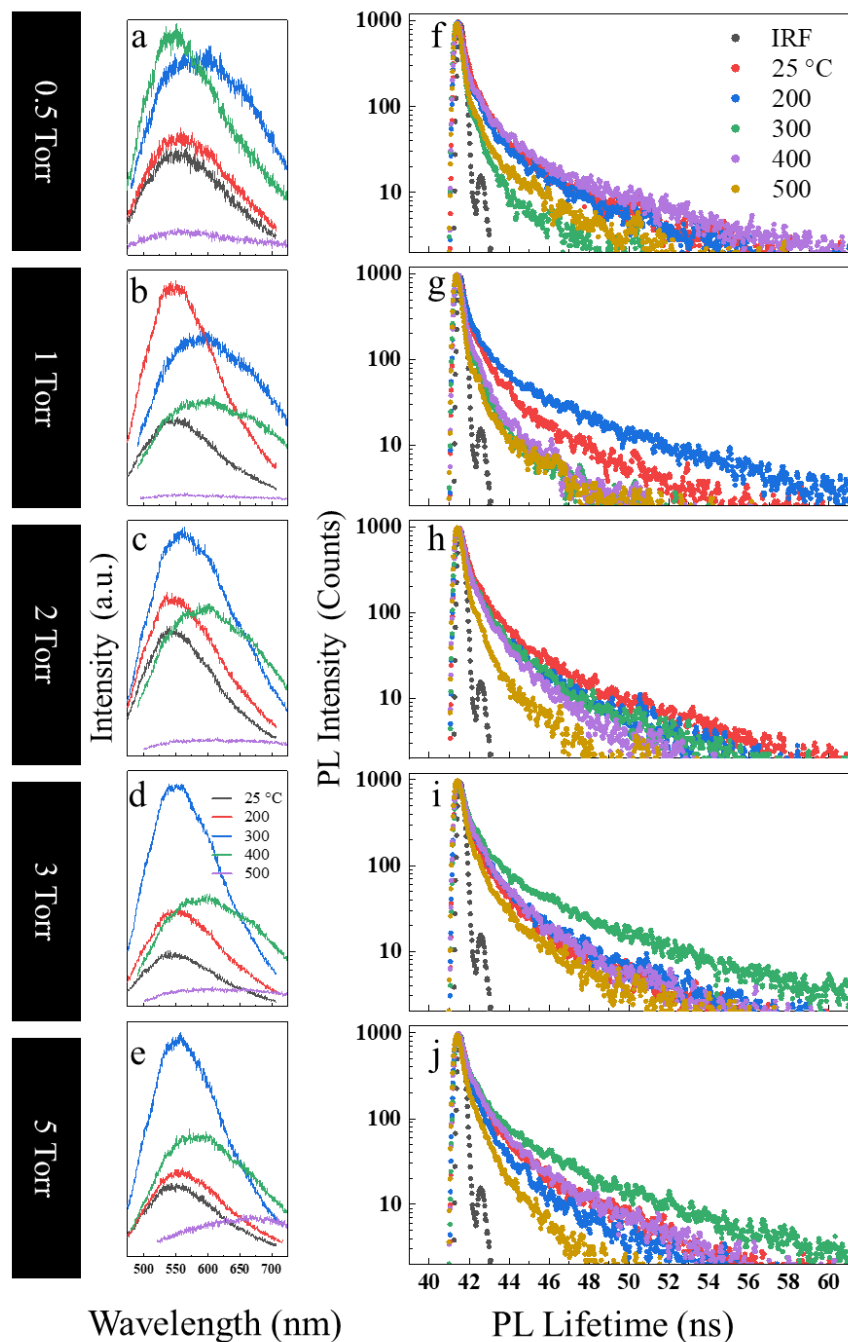 0.5 Torr
1 Torr
2 Torr
3 Torr
5 Torr
a
b
c
d
25 °C
200
300
400
500
e
500 550 600 650 700
Intensity (a.u.)
Wavelength (nm)
f
1000
100
10
IRF
25 °C
200
300
400
500
g
1000
100
10
h
1000
100
10
i
1000
100
10
j
1000
100
10
40 42 44 46 48 50 52 54 56 58 60
PL Intensity (Counts)
PL Lifetime (ns)